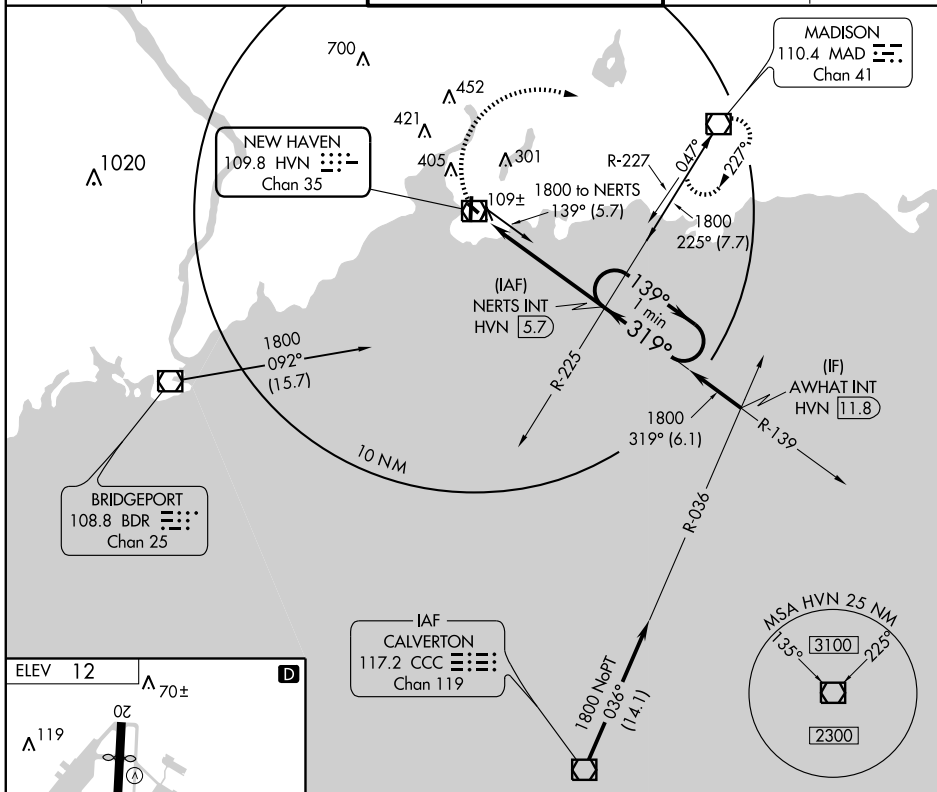 700
452
421
405
301
1020
NEW HAVEN
109.8 HVN
Chan 35
109±
MADISON
110.4 MAD
Chan 41
R-227
047°
227°
1800 to NERTS
139° (5.7)
1800
225° (7.7)
(IAF)
NERTS INT
HVN 5.7
139°
1 min
319°
R-225
1800
092°
(15.7)
10 NM
(IF)
AWHAT INT
HVN 11.8
1800
319° (6.1)
R-139
BRIDGEPORT
108.8 BDR
Chan 25
R-036
IAF
CALVERTON
117.2 CCC
Chan 119
1800 NoPT
036°
(14.1)
MSA HVN 25 NM
135°
3100
225°
2300
ELEV 12
D
70±
20
119
A